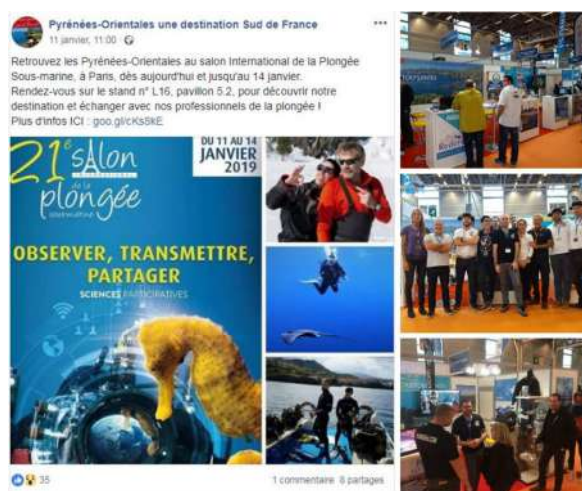 Pyrénées-Orientales une destination Sud de France
11 janvier, 11:00
Retrouvez les Pyrénées-Orientales au salon International de la Plongée
Sous-marine, à Paris, dès aujourd'hui et jusqu'au 14 janvier.
Rendez-vous sur le stand n° L16, pavillon 5.2, pour découvrir notre
destination et échanger avec nos professionnels de la plongée !
Plus d'infos ICI : goo.gl/cKs5kE
21e salon
INTERNATIONAL
de la
plongée
sous-marine
DU 11 AU 14
JANVIER
2019
OBSERVER, TRANSMETTRE,
PARTAGER
SCIENCES PARTICIPATIVES
35
1 commentaire 8 partages